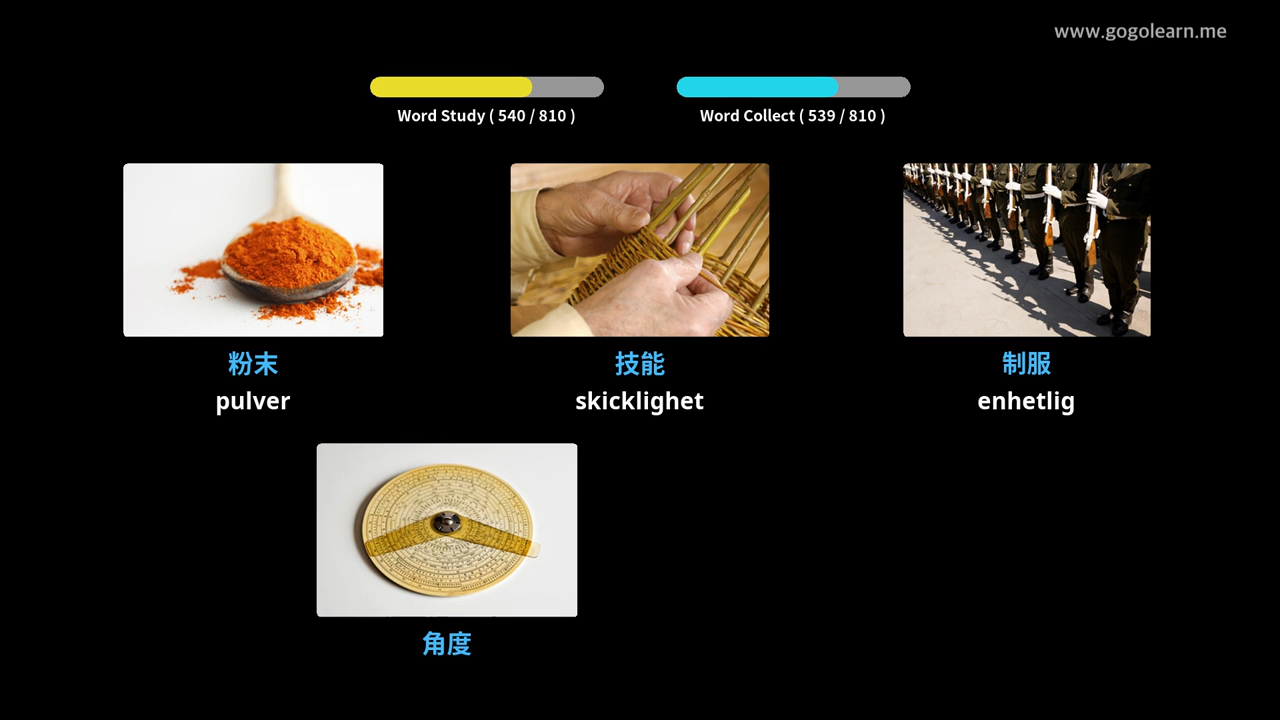 www.gogolearn.me
Word Study ( 540 / 810 )
Word Collect ( 539 / 810 )
粉末
pulver
技能
skicklighet
制服
enhetlig
角度